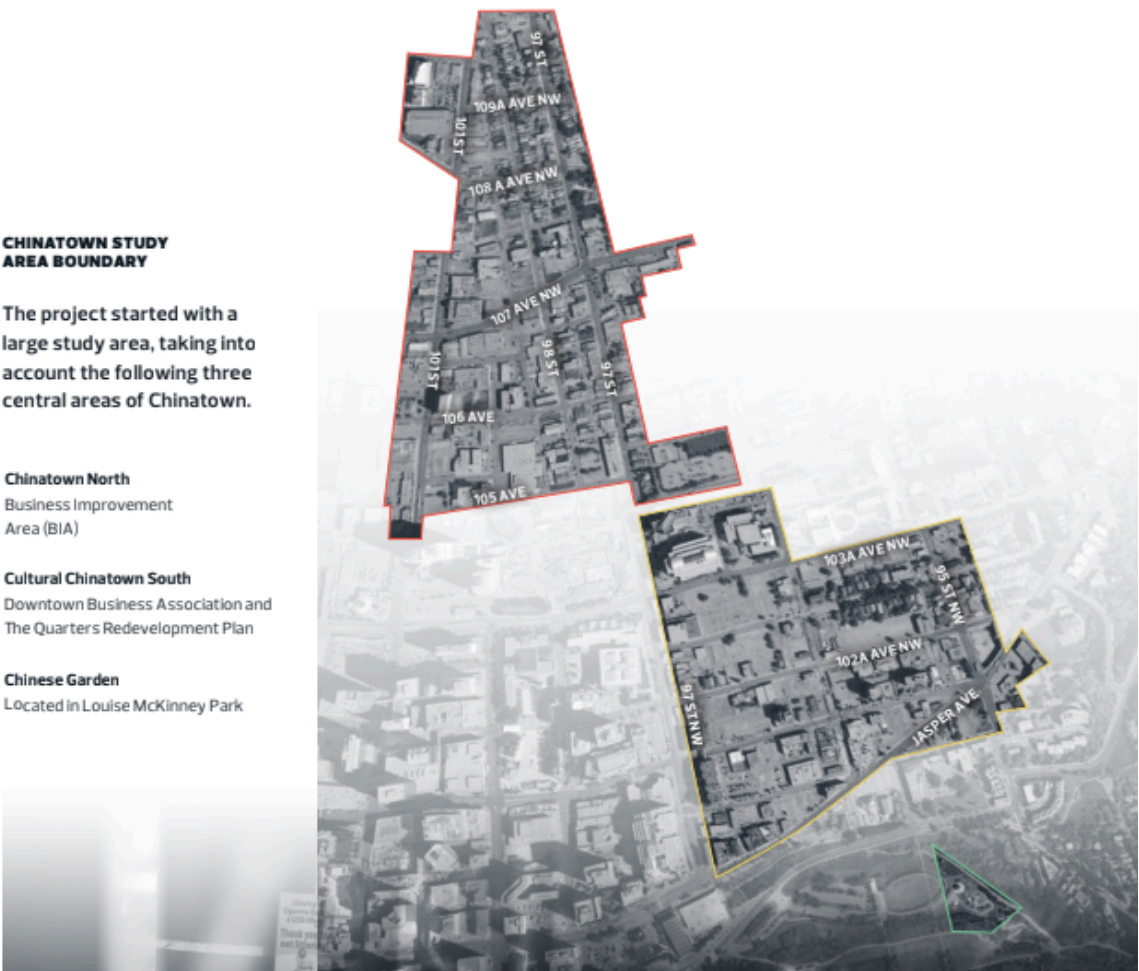 CHINATOWN STUDY
AREA BOUNDARY
The project started with a
large study area, taking into
account the following three
central areas of Chinatown.
Chinatown North
Business Improvement
Area (BIA)
Cultural Chinatown South
Downtown Business Association and
The Quarters Redevelopment Plan
Chinese Garden
Located in Louise McKinney Park
97 ST
109A AVE NW
101 ST
108 A AVE NW
107 AVE NW
98 ST
101 ST
97 ST
106 AVE
105 AVE
103A AVE NW
95 ST NW
102A AVE NW
97 ST NW
JASPER AVE
Thank you